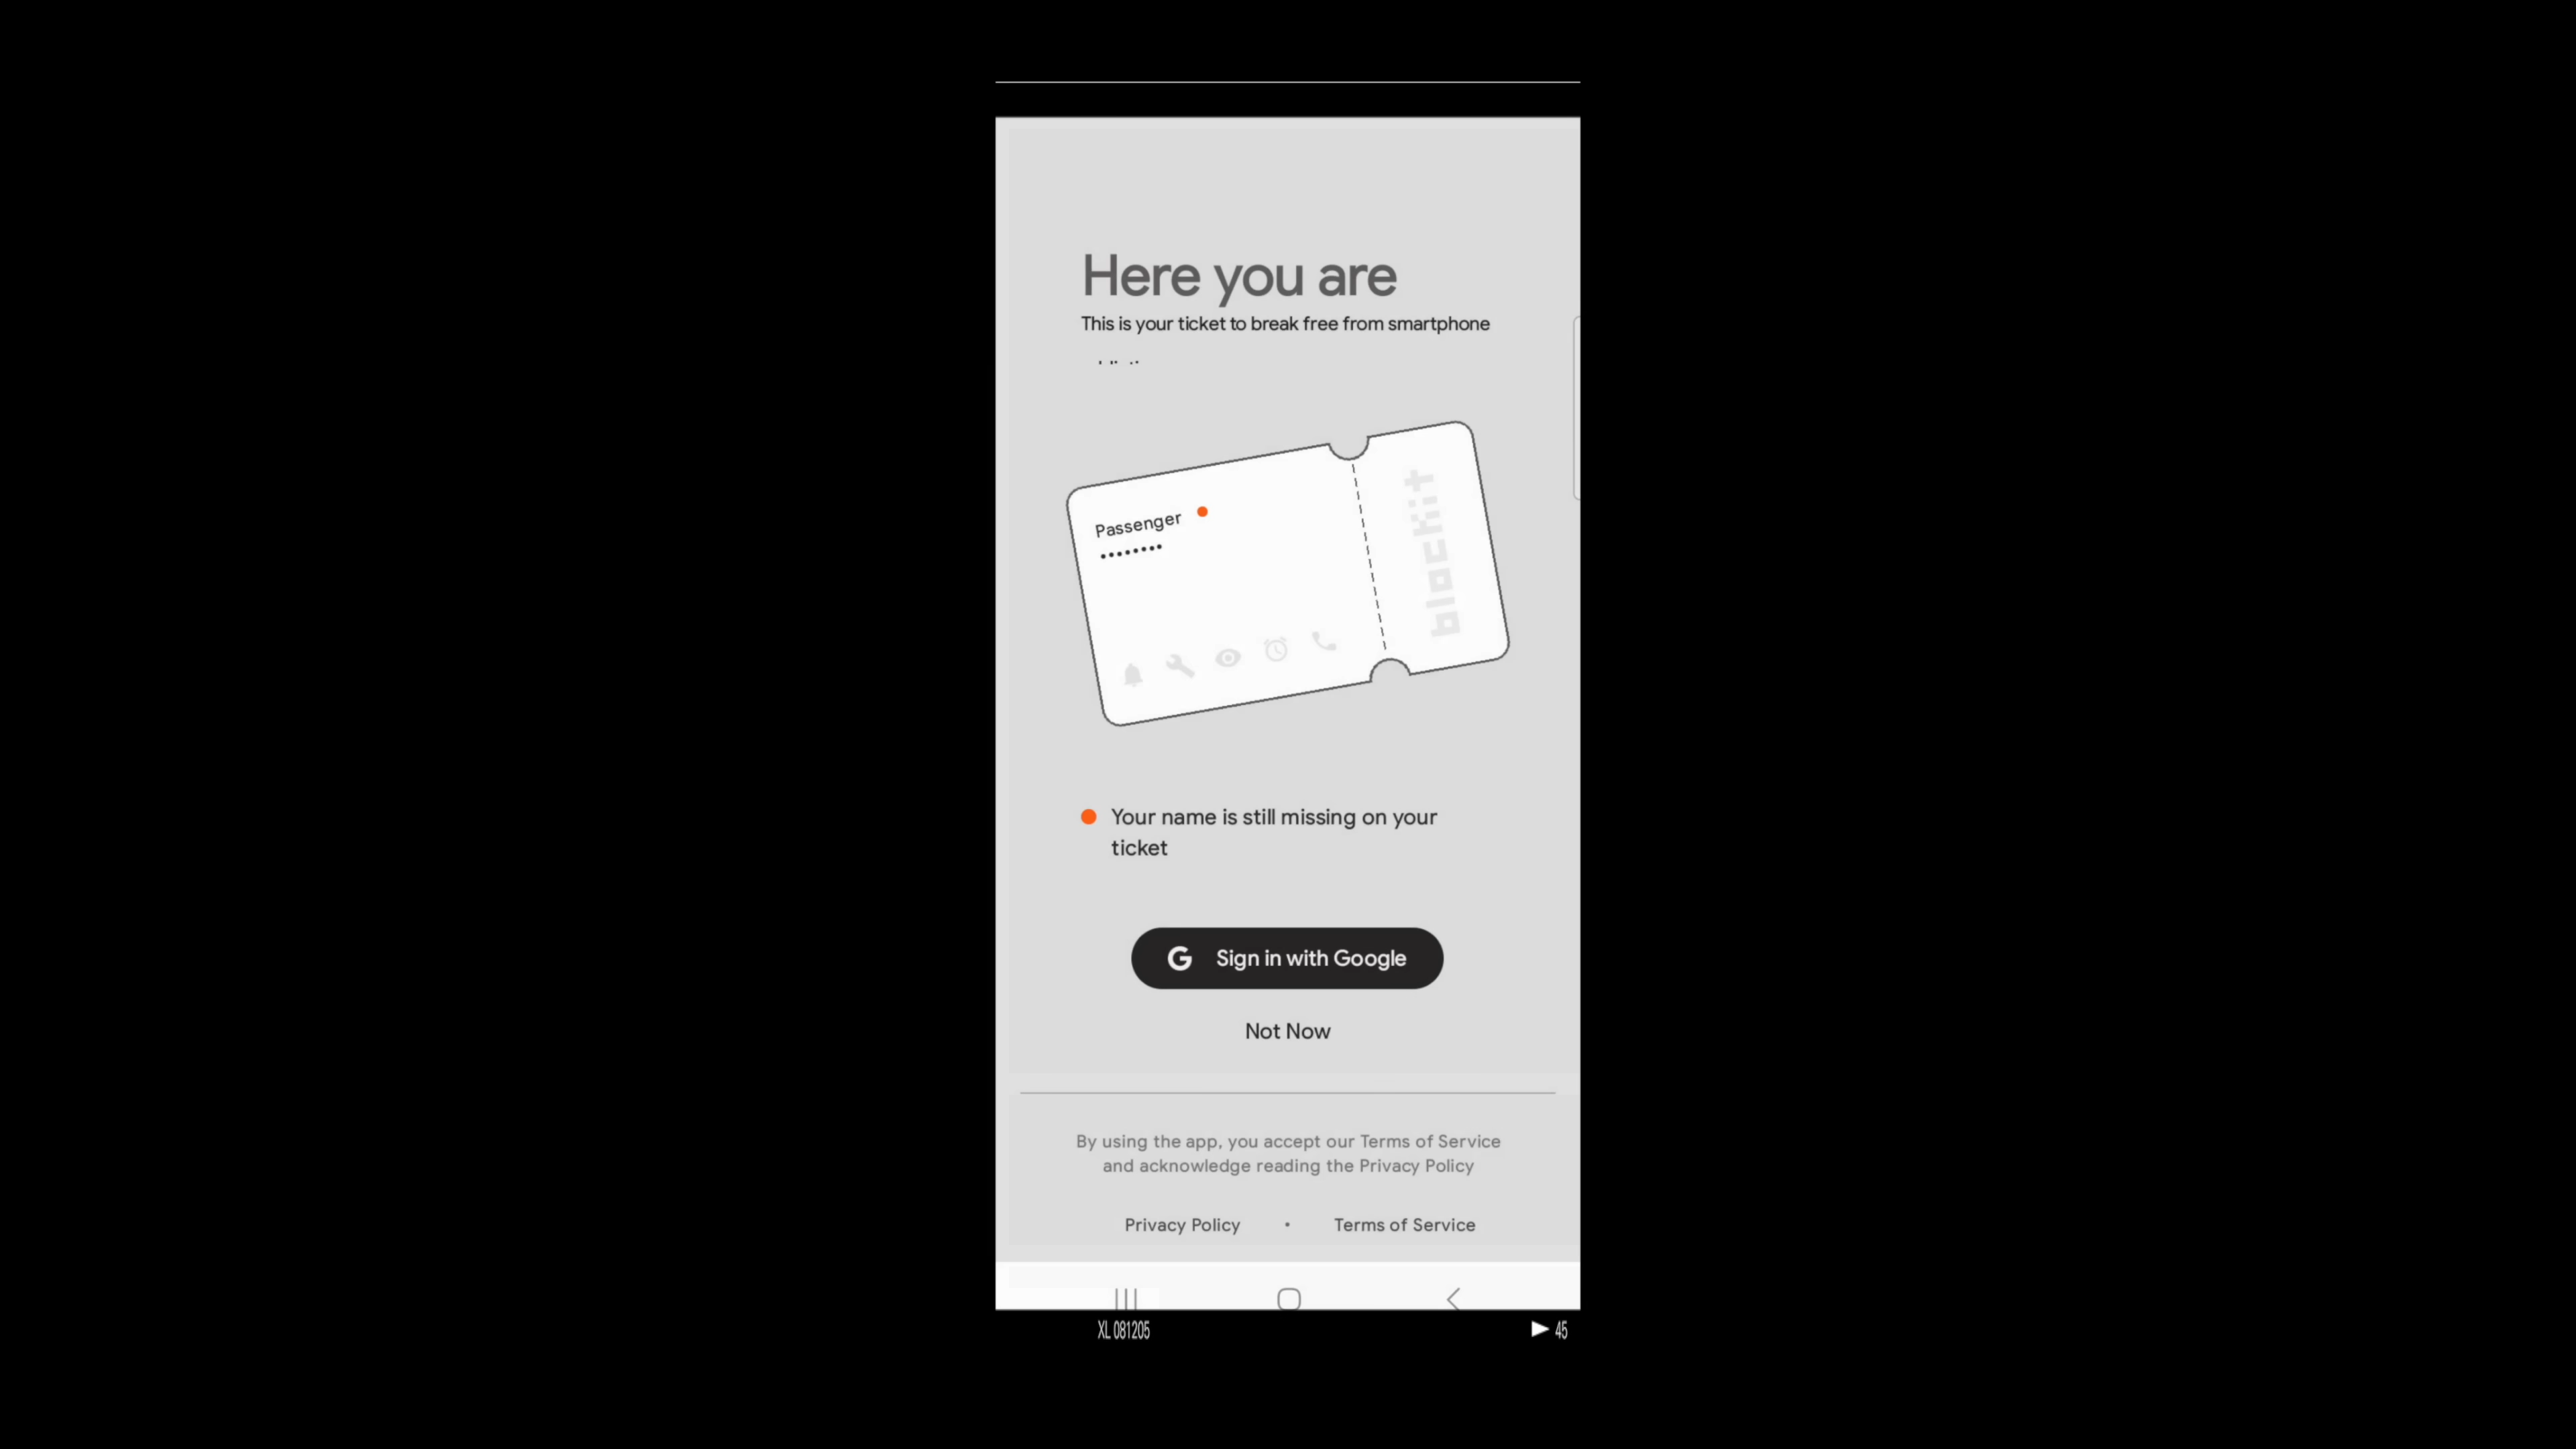 Here you are
This is your ticket to break free from smartphone
Passenger
••••••••
blockit
Your name is still missing on your
ticket
G Sign in with Google
Not Now
By using the app, you accept our Terms of Service
and acknowledge reading the Privacy Policy
Privacy Policy • Terms of Service
XL 081205
45